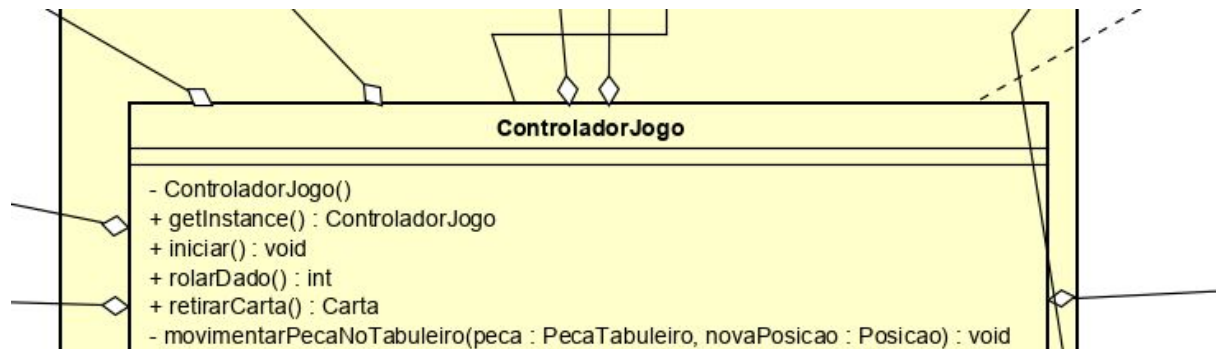 ControladorJogo
- ControladorJogo()
+ getInstance() : ControladorJogo
+ iniciar() : void
+ rolarDado() : int
+ retirarCarta() : Carta
- movimentarPecaNoTabuleiro(peca : PecaTabuleiro, novaPosicao : Posicao) : void